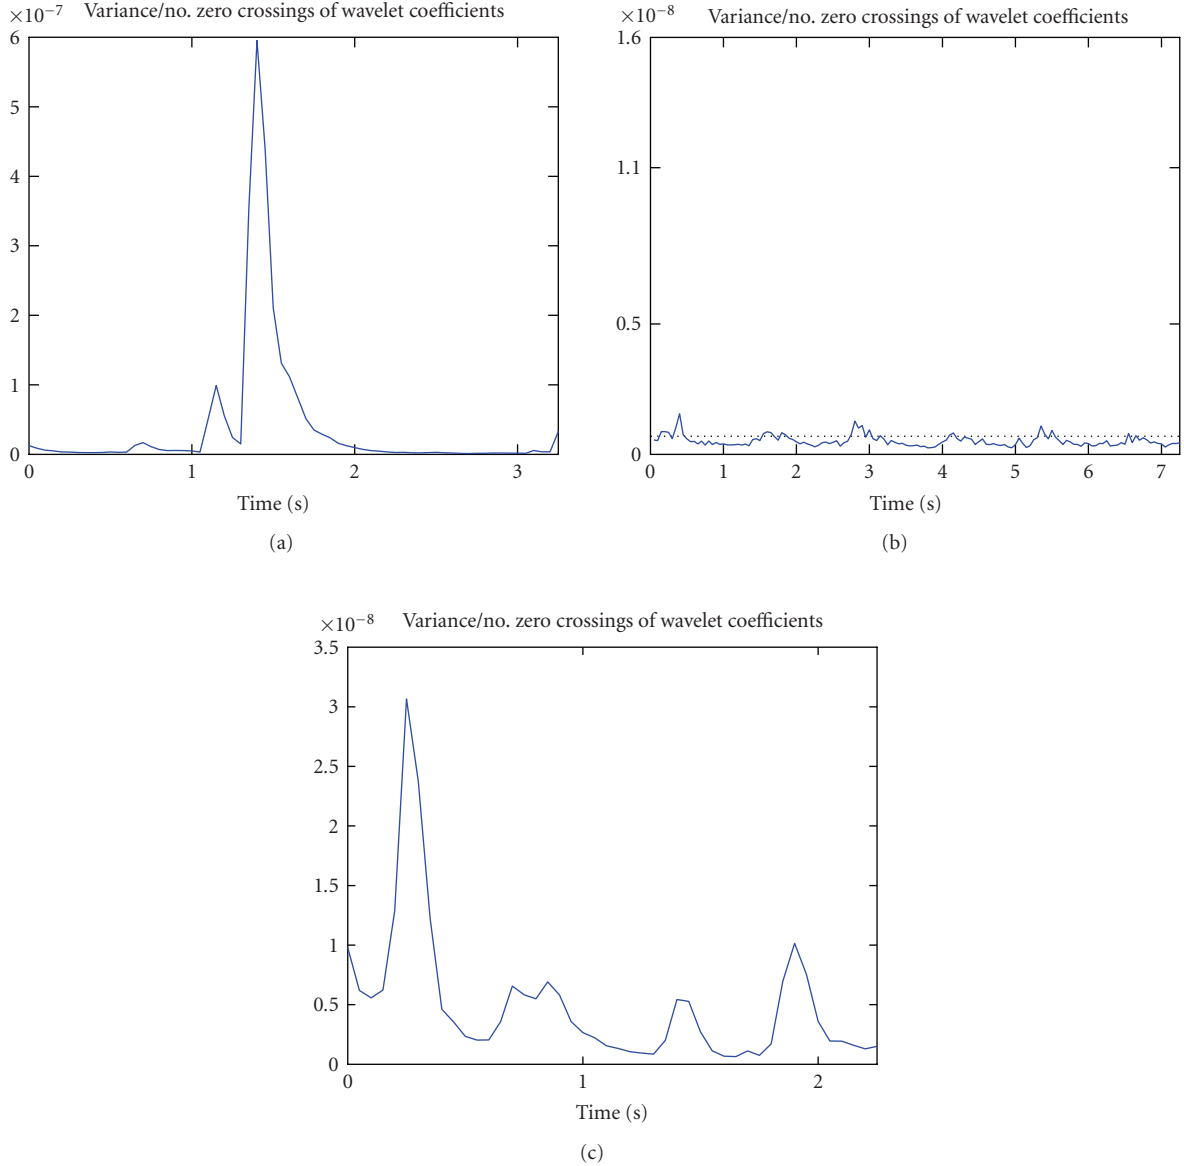 ×10−7 Variance/no. zero crossings of wavelet coefficients
6
5
4
3
2
1
0
0 1 2 3
Time (s)
(a)
×10−8 Variance/no. zero crossings of wavelet coefficients
1.6
1.1
0.5
0
0 1 2 3 4 5 6 7
Time (s)
(b)
×10−8 Variance/no. zero crossings of wavelet coefficients
3.5
3
2.5
2
1.5
1
0.5
0
0 1 2
Time (s)
(c)